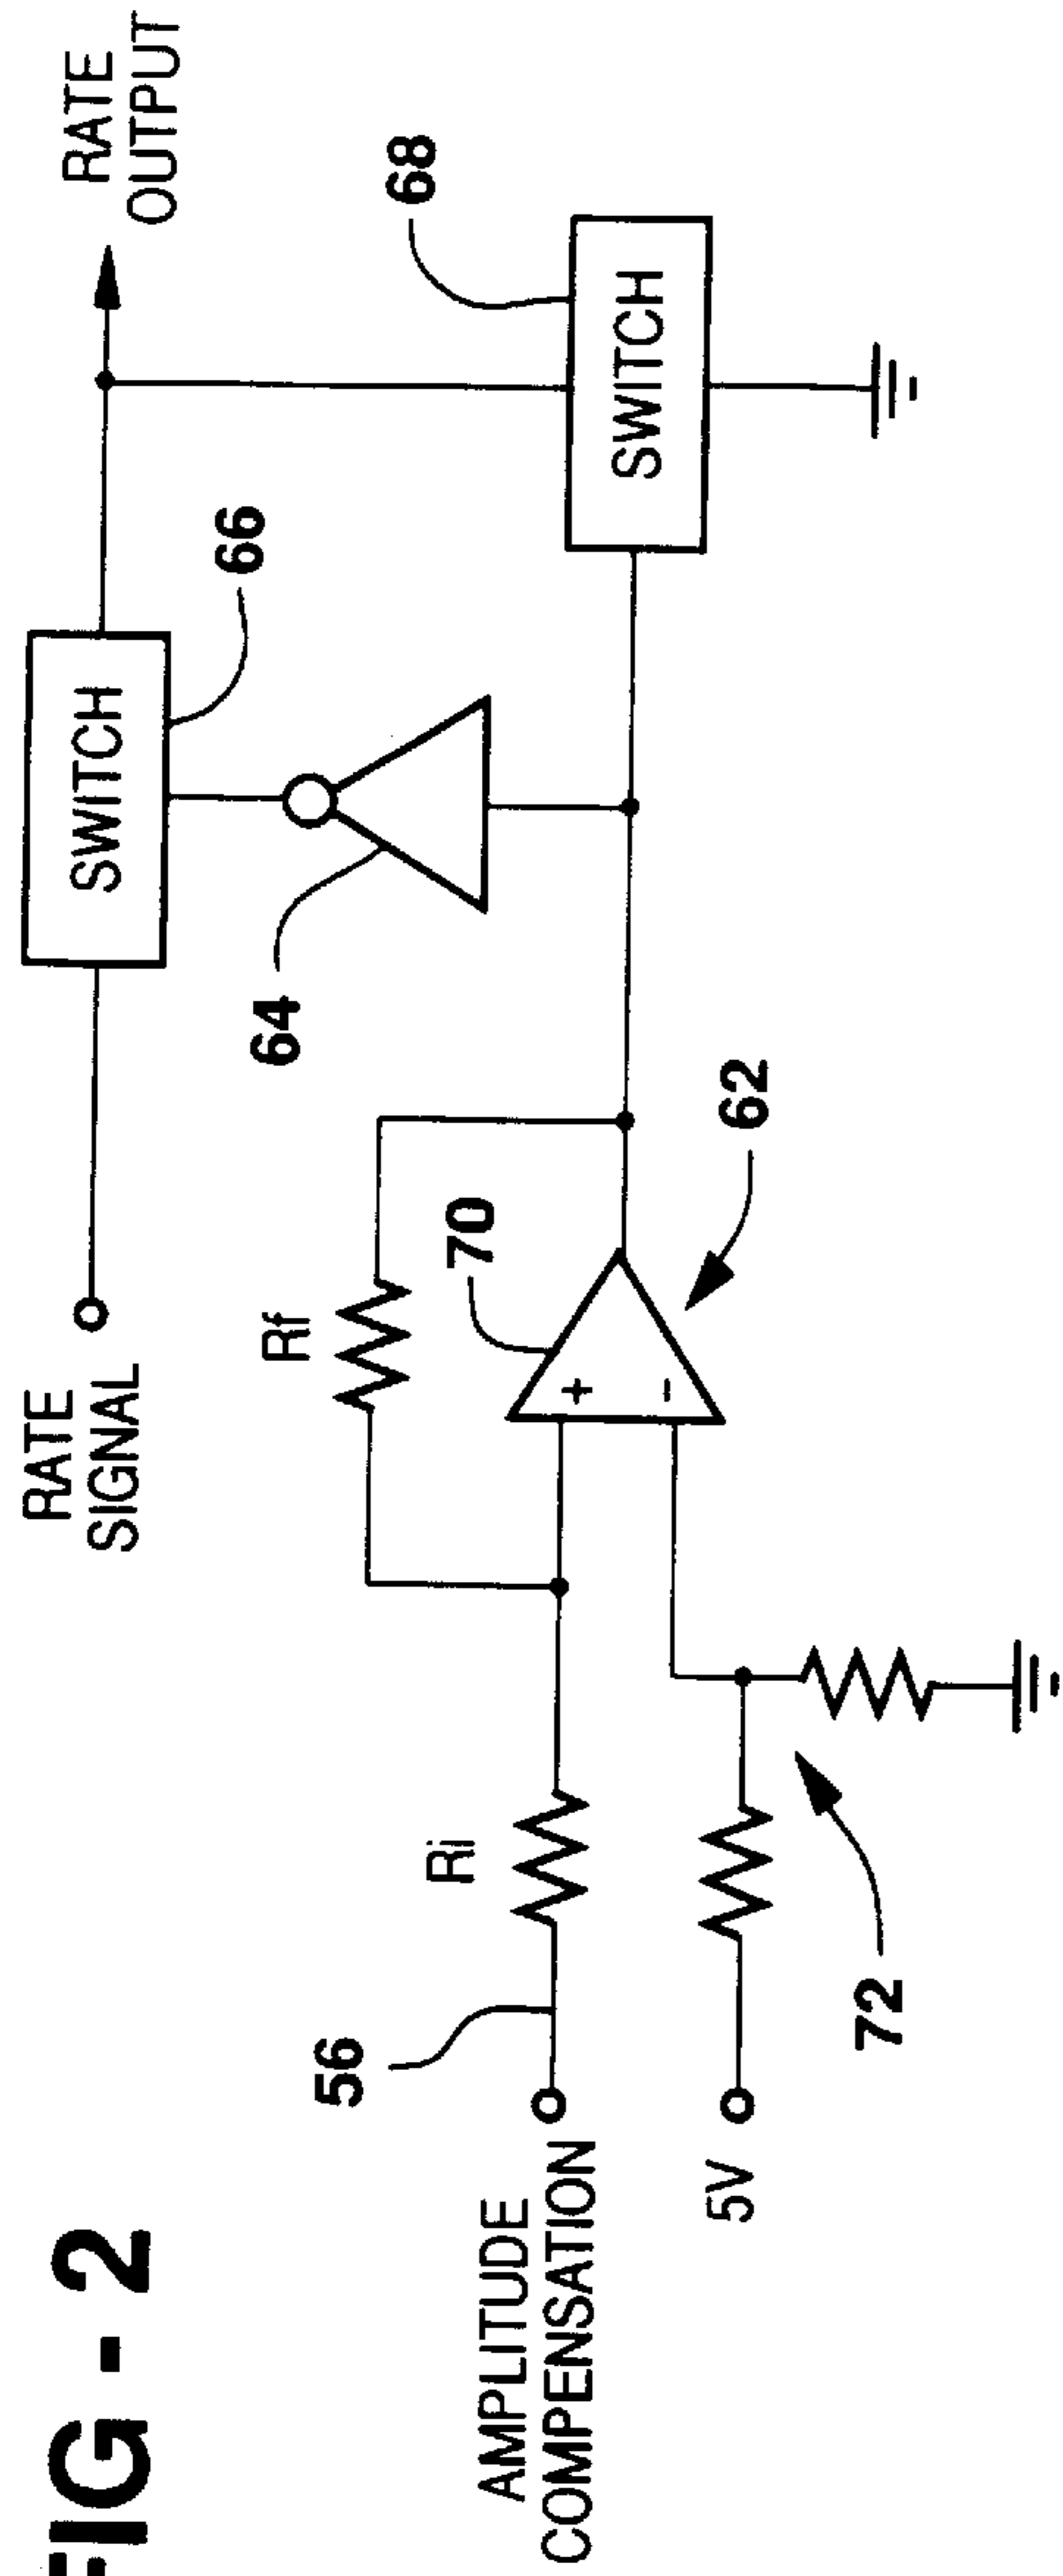 FIG - 2
RATE
SIGNAL
SWITCH
66
RATE
OUTPUT
64
68
SWITCH
Rf
70
+
-
62
56
Ri
AMPLITUDE
COMPENSATION
5V
72